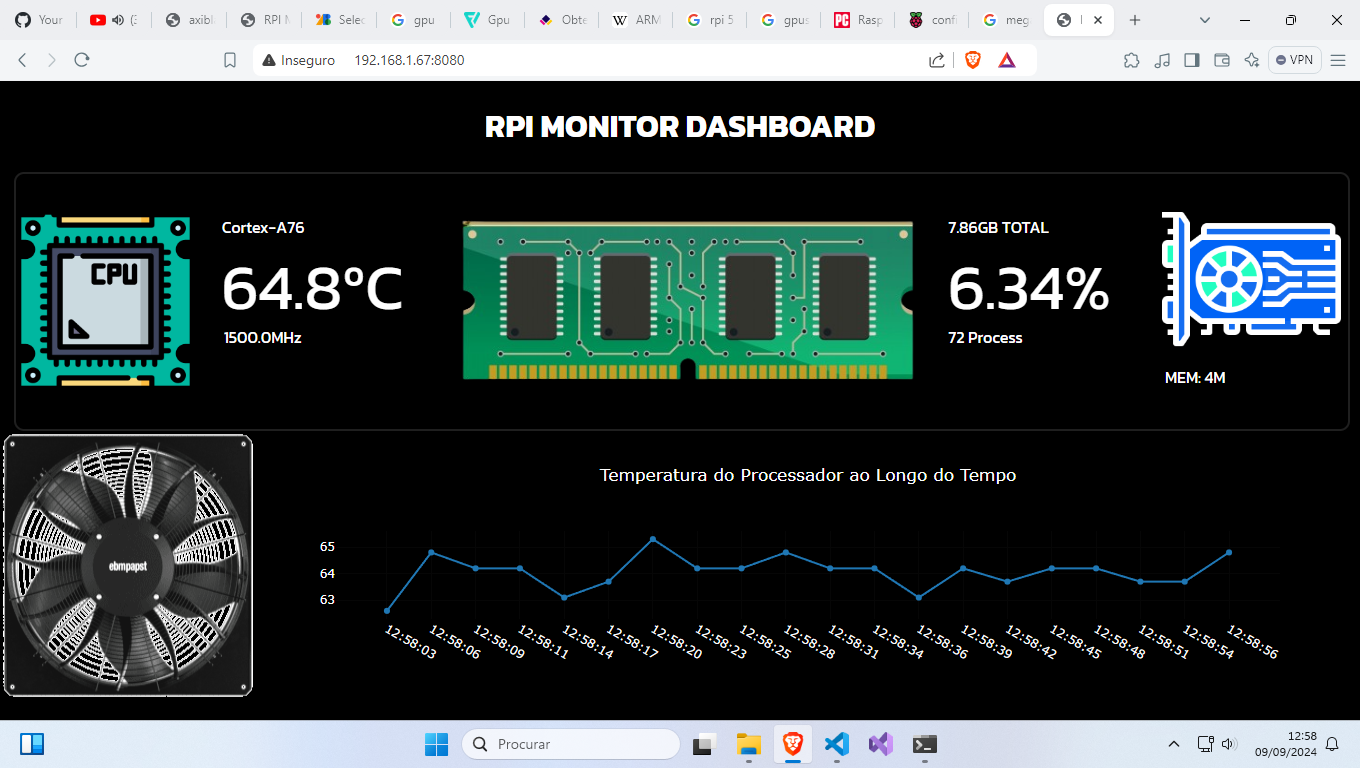 Your
(3
axibl
RPI M
Selec
gpu
Gpu
Obte
ARM
rpi 5
gpus
Rasp
confi
meg
Inseguro 192.168.1.67:8080
VPN
RPI MONITOR DASHBOARD
CPU
Cortex-A76
64.8°C
1500.0MHz
7.86GB TOTAL
6.34%
72 Process
MEM: 4M
ebmpapst
Temperatura do Processador ao Longo do Tempo
65
64
63
12:58:03
12:58:06
12:58:09
12:58:11
12:58:14
12:58:17
12:58:20
12:58:23
12:58:25
12:58:28
12:58:31
12:58:34
12:58:36
12:58:39
12:58:42
12:58:45
12:58:48
12:58:51
12:58:54
12:58:56
Procurar
12:58
09/09/2024